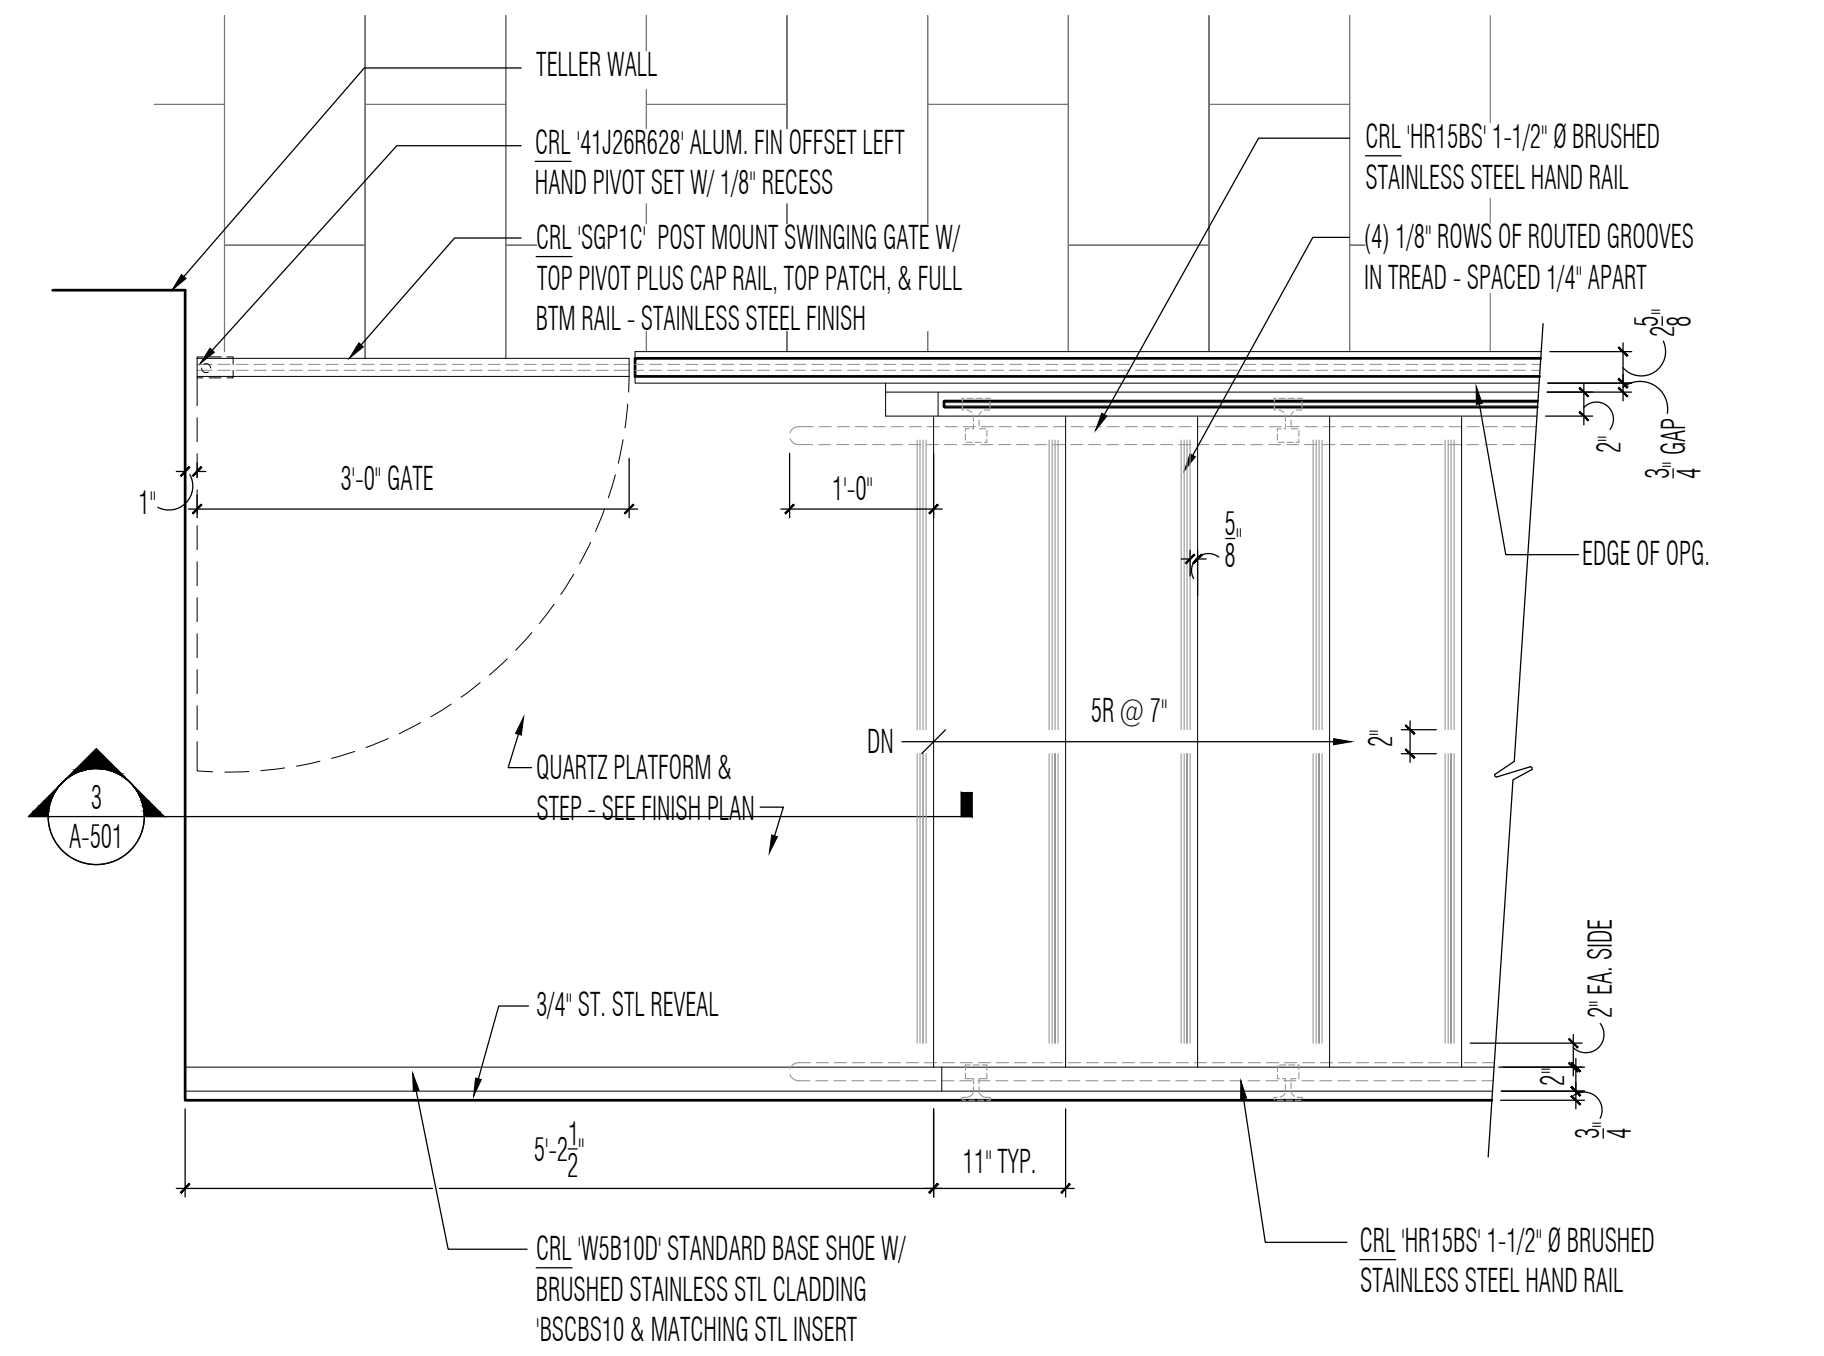 TELLER WALL
CRL '41J26R628' ALUM. FIN OFFSET LEFT
HAND PIVOT SET W/ 1/8" RECESS
CRL 'SGP1C' POST MOUNT SWINGING GATE W/
TOP PIVOT PLUS CAP RAIL, TOP PATCH, & FULL
BTM RAIL - STAINLESS STEEL FINISH
CRL 'HR15BS' 1-1/2" Ø BRUSHED
STAINLESS STEEL HAND RAIL
(4) 1/8" ROWS OF ROUTED GROOVES
IN TREAD - SPACED 1/4" APART
2 5/8"
2"
3/4" GAP
1"
3'-0" GATE
1'-0"
5/8"
EDGE OF OPG.
DN
5R @ 7"
2"
QUARTZ PLATFORM &
STEP - SEE FINISH PLAN
3
A-501
3/4" ST. STL REVEAL
2" EA. SIDE
2"
3/4"
5'-2 1/2"
11" TYP.
CRL 'W5B10D' STANDARD BASE SHOE W/
BRUSHED STAINLESS STL CLADDING
'BSCBS10 & MATCHING STL INSERT
CRL 'HR15BS' 1-1/2" Ø BRUSHED
STAINLESS STEEL HAND RAIL